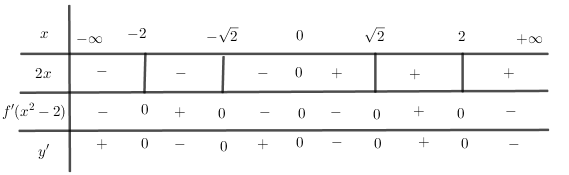 x −∞ −2 −√2 0 √2 2 +∞
2x − − − 0 + + +
f′(x² − 2) − 0 + 0 − 0 − 0 + 0 −
y′ + 0 − 0 + 0 − 0 + 0 −